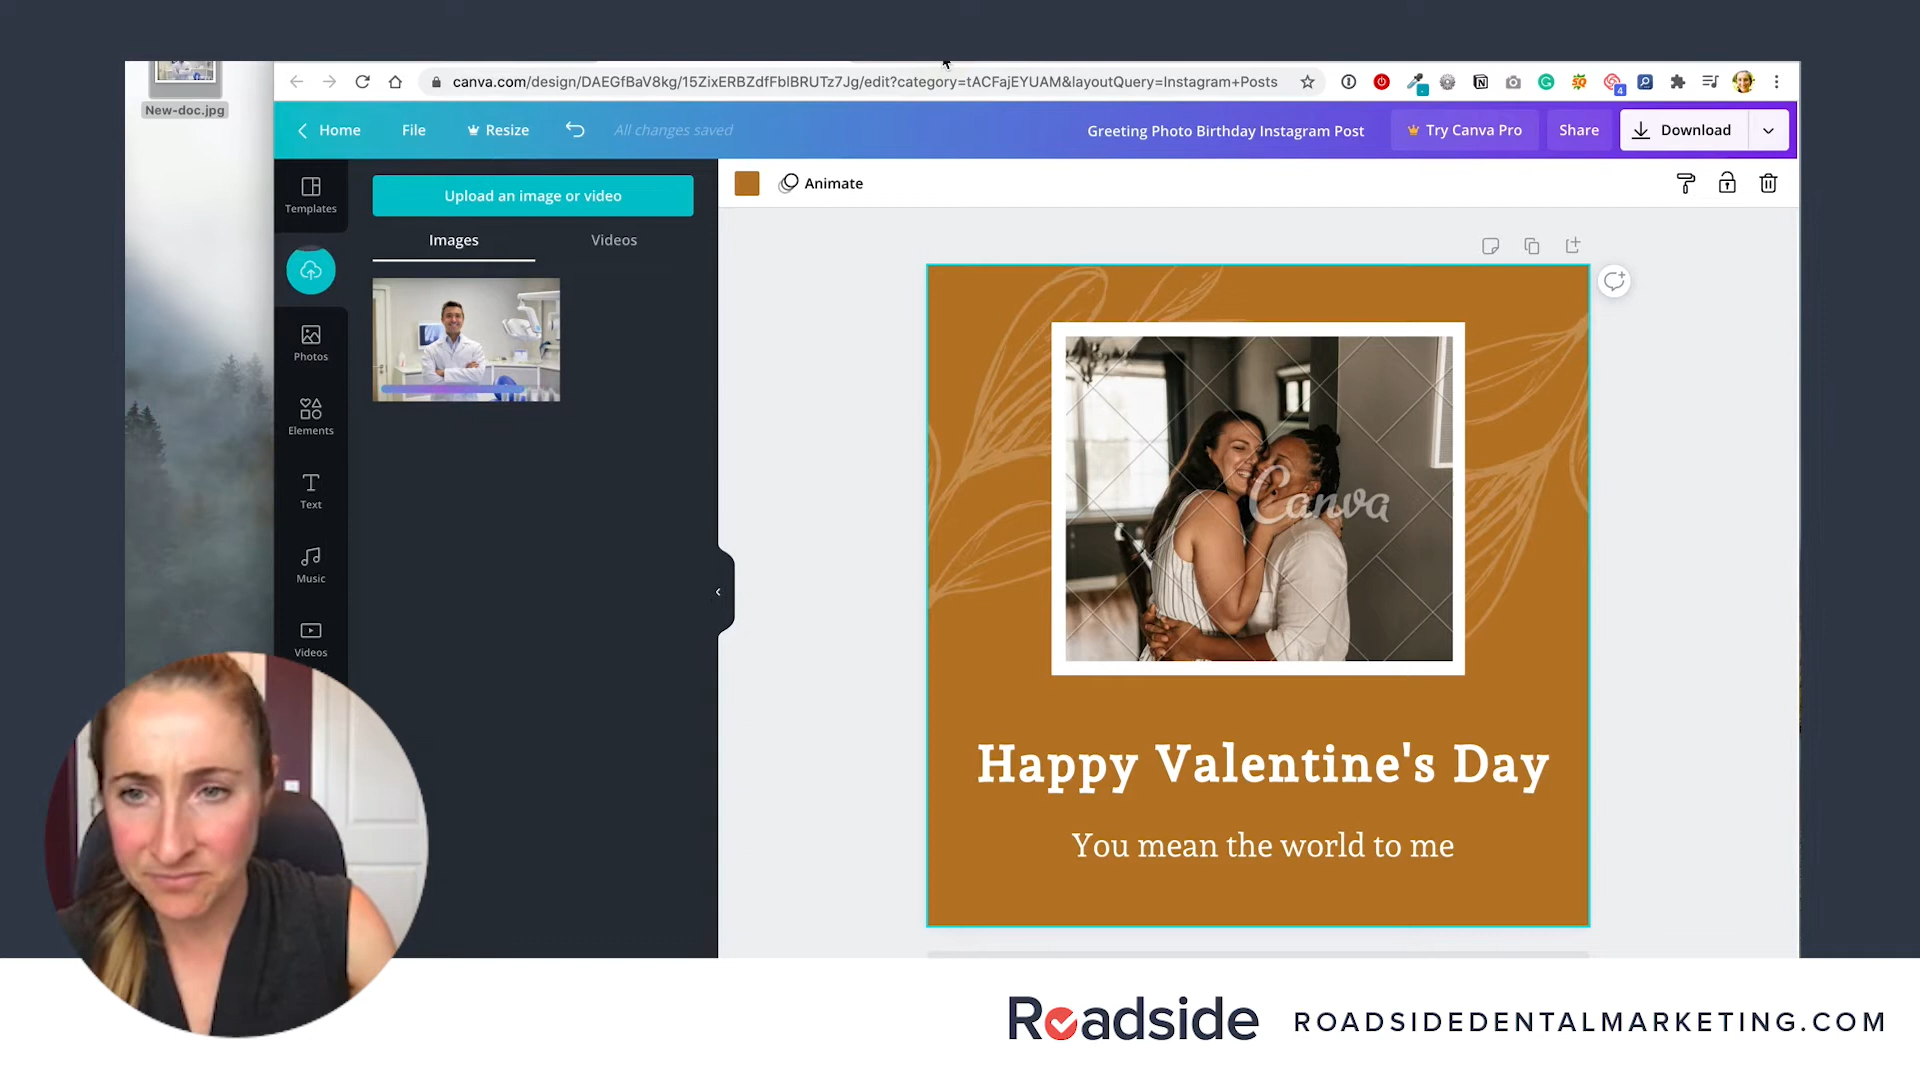 New-doc.jpg
canva.com/design/DAEGfBaV8kg/15ZixERBZdfFblBRUTz7Jg/edit?category=tACFajEYUAM&layoutQuery=Instagram+Posts
4
Home
File
Resize
All changes saved
Greeting Photo Birthday Instagram Post
Try Canva Pro
Share
Download
Templates
Photos
Elements
Text
Music
Videos
Upload an image or video
Images
Videos
Animate
Canva
Happy Valentine's Day
You mean the world to me
Roadside
ROADSIDEDENTALMARKETING.COM